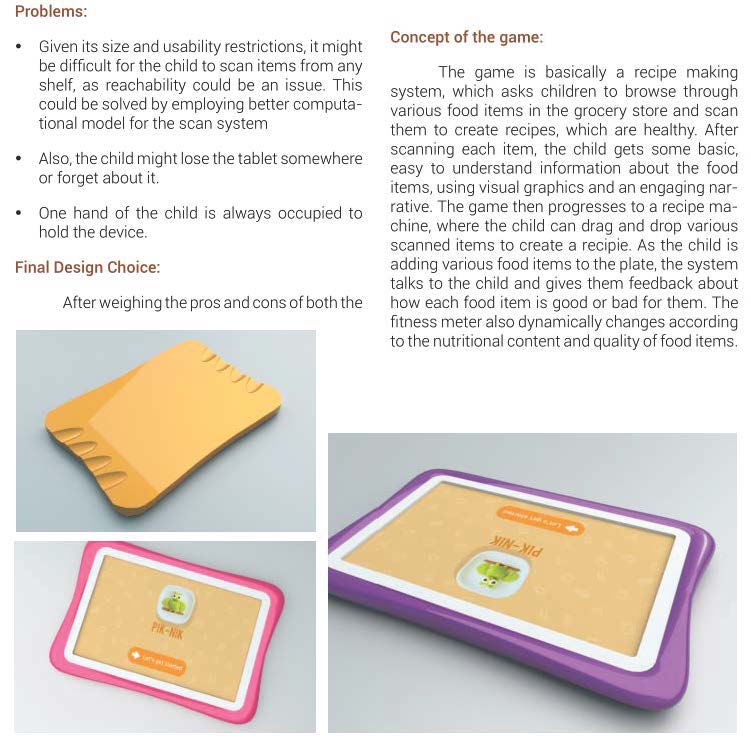 Problems:
• Given its size and usability restrictions, it might
be difficult for the child to scan items from any
shelf, as reachability could be an issue. This
could be solved by employing better computa-
tional model for the scan system
• Also, the child might lose the tablet somewhere
or forget about it.
• One hand of the child is always occupied to
hold the device.
Final Design Choice:
After weighing the pros and cons of both the
Concept of the game:
The game is basically a recipe making
system, which asks children to browse through
various food items in the grocery store and scan
them to create recipes, which are healthy. After
scanning each item, the child gets some basic,
easy to understand information about the food
items, using visual graphics and an engaging nar-
rative. The game then progresses to a recipe ma-
chine, where the child can drag and drop various
scanned items to create a recipie. As the child is
adding various food items to the plate, the system
talks to the child and gives them feedback about
how each food item is good or bad for them. The
fitness meter also dynamically changes according
to the nutritional content and quality of food items.
PIK-NIK
Let's get started
Let's get started
PIK-NIK